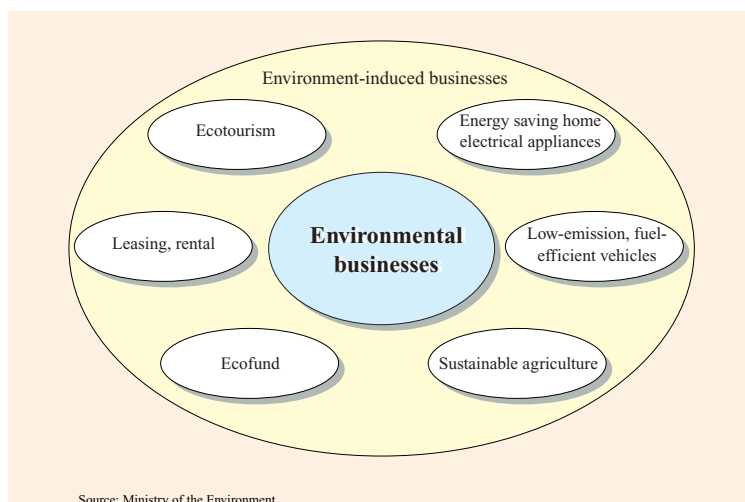 Environment-induced businesses
Ecotourism
Energy saving home
electrical appliances
Leasing, rental
Environmental
businesses
Low-emission, fuel-
efficient vehicles
Ecofund
Sustainable agriculture
Source: Ministry of the Environment